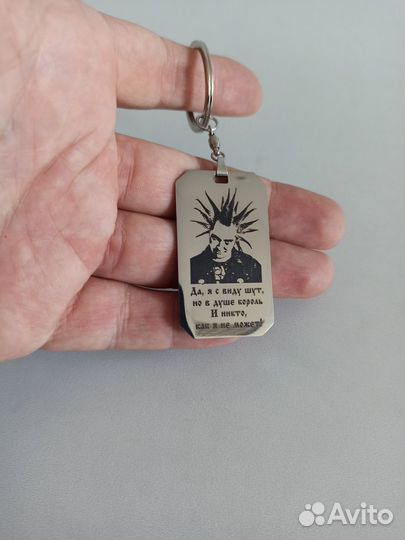 Да, я с виду шут,
но в душе король
И никто,
как я не может!
Avito